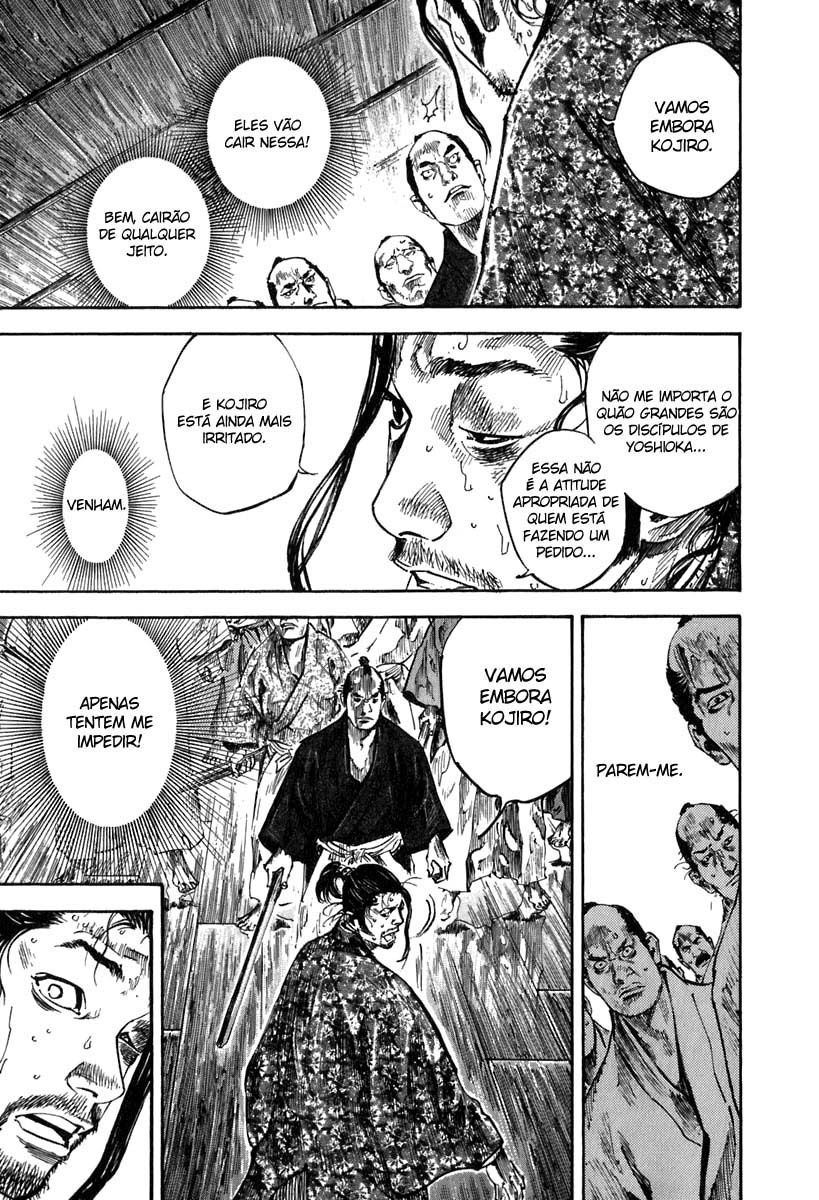 VAMOS
EMBORA
KOJIRO.
ELES VÃO
CAIR NESSA!
BEM, CAIRÃO
DE QUALQUER
JEITO.
NÃO ME IMPORTA O
QUÃO GRANDES SÃO
OS DISCÍPULOS DE
YOSHIOKA...
ESSA NÃO
É A ATITUDE
APROPRIADA DE
QUEM ESTÁ
FAZENDO UM
PEDIDO...
E KOJIRO
ESTÁ AINDA MAIS
IRRITADO.
VENHAM.
PAREM-ME.
VAMOS
EMBORA
KOJIRO!
APENAS
TENTEM ME
IMPEDIR!